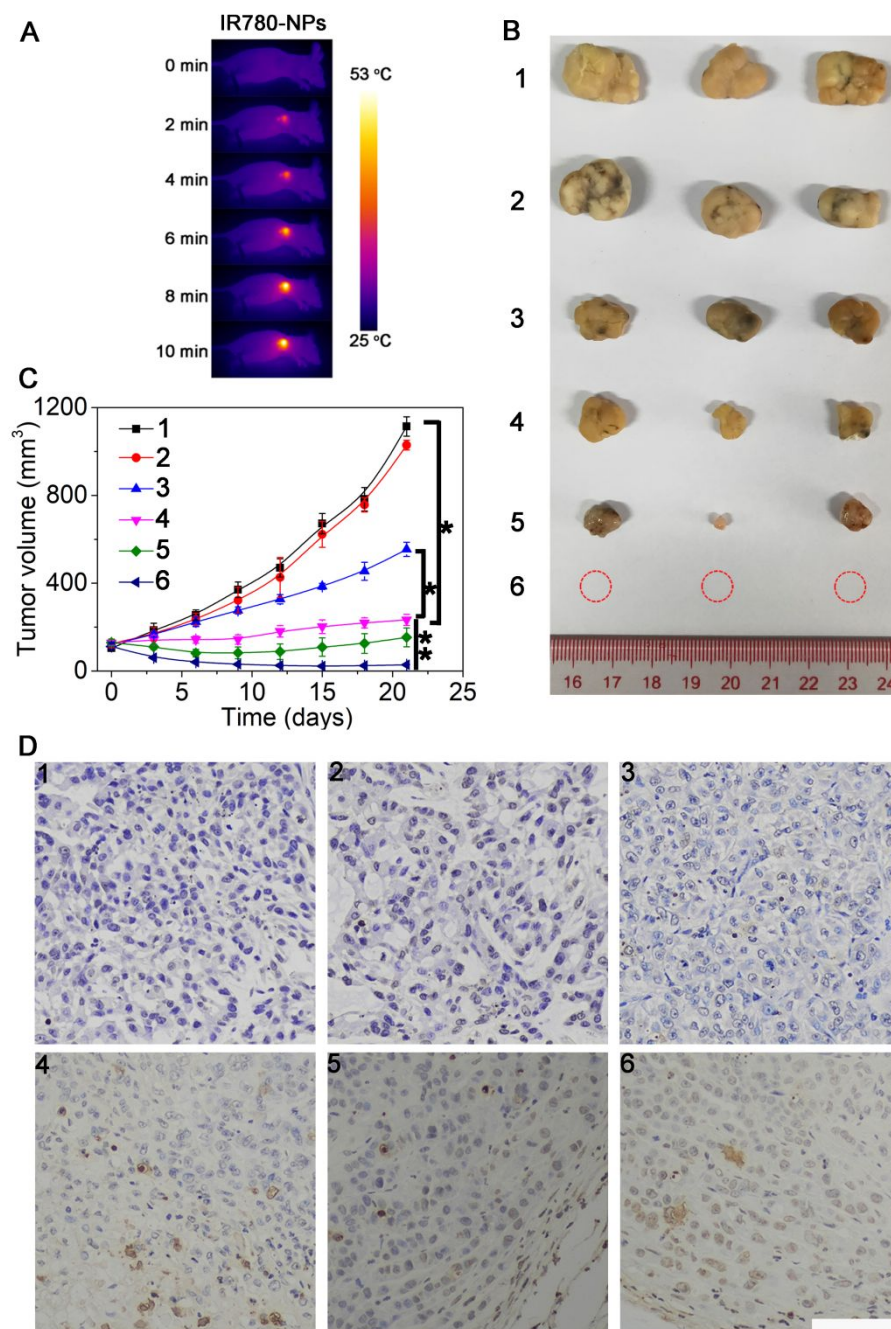 A
IR780-NPs
0 min
2 min
4 min
6 min
8 min
10 min
53 °C
25 °C
B
1
2
3
4
5
6
16 17 18 19 20 21 22 23 24
C
Tumor volume (mm³)
1200
800
400
0
1
2
3
4
5
6
*
*
*
*
0 5 10 15 20 25
Time (days)
D
1
2
3
4
5
6